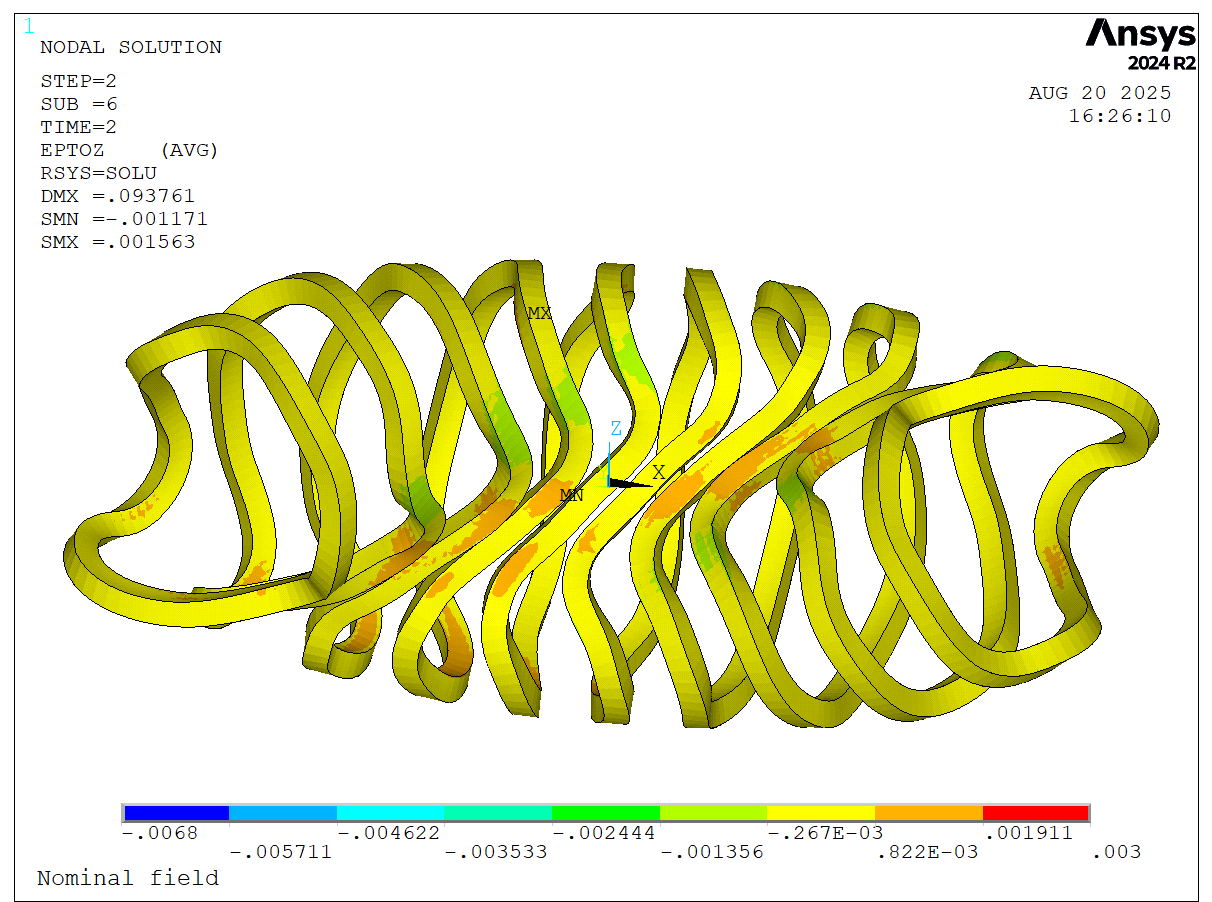 1
NODAL SOLUTION
STEP=2
SUB =6
TIME=2
EPTOZ (AVG)
RSYS=SOLU
DMX =.093761
SMN =-.001171
SMX =.001563
Ansys
2024 R2
AUG 20 2025
16:26:10
MX
Z
X
MN
-.0068 -.004622 -.002444 -.267E-03 .001911
-.005711 -.003533 -.001356 .822E-03 .003
Nominal field